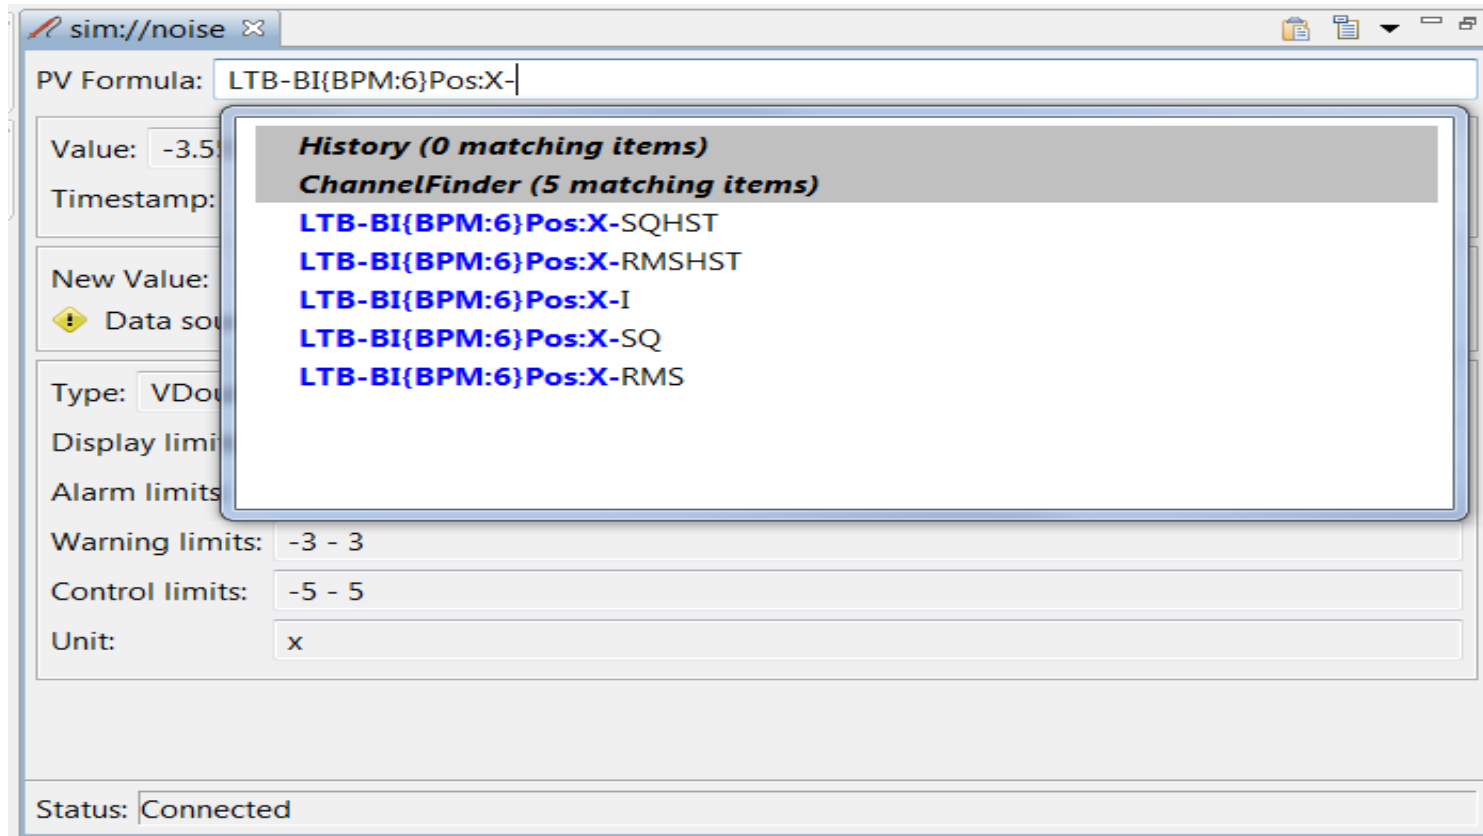 sim://noise
PV Formula: LTB-BI{BPM:6}Pos:X-
Value: -3.5
History (0 matching items)
ChannelFinder (5 matching items)
Timestamp:
LTB-BI{BPM:6}Pos:X-SQHST
LTB-BI{BPM:6}Pos:X-RMSHST
New Value:
LTB-BI{BPM:6}Pos:X-I
Data
LTB-BI{BPM:6}Pos:X-SQ
LTB-BI{BPM:6}Pos:X-RMS
Type:
Display
Alarm limits
Warning limits: -3 - 3
Control limits: -5 - 5
Unit: x
Status: Connected